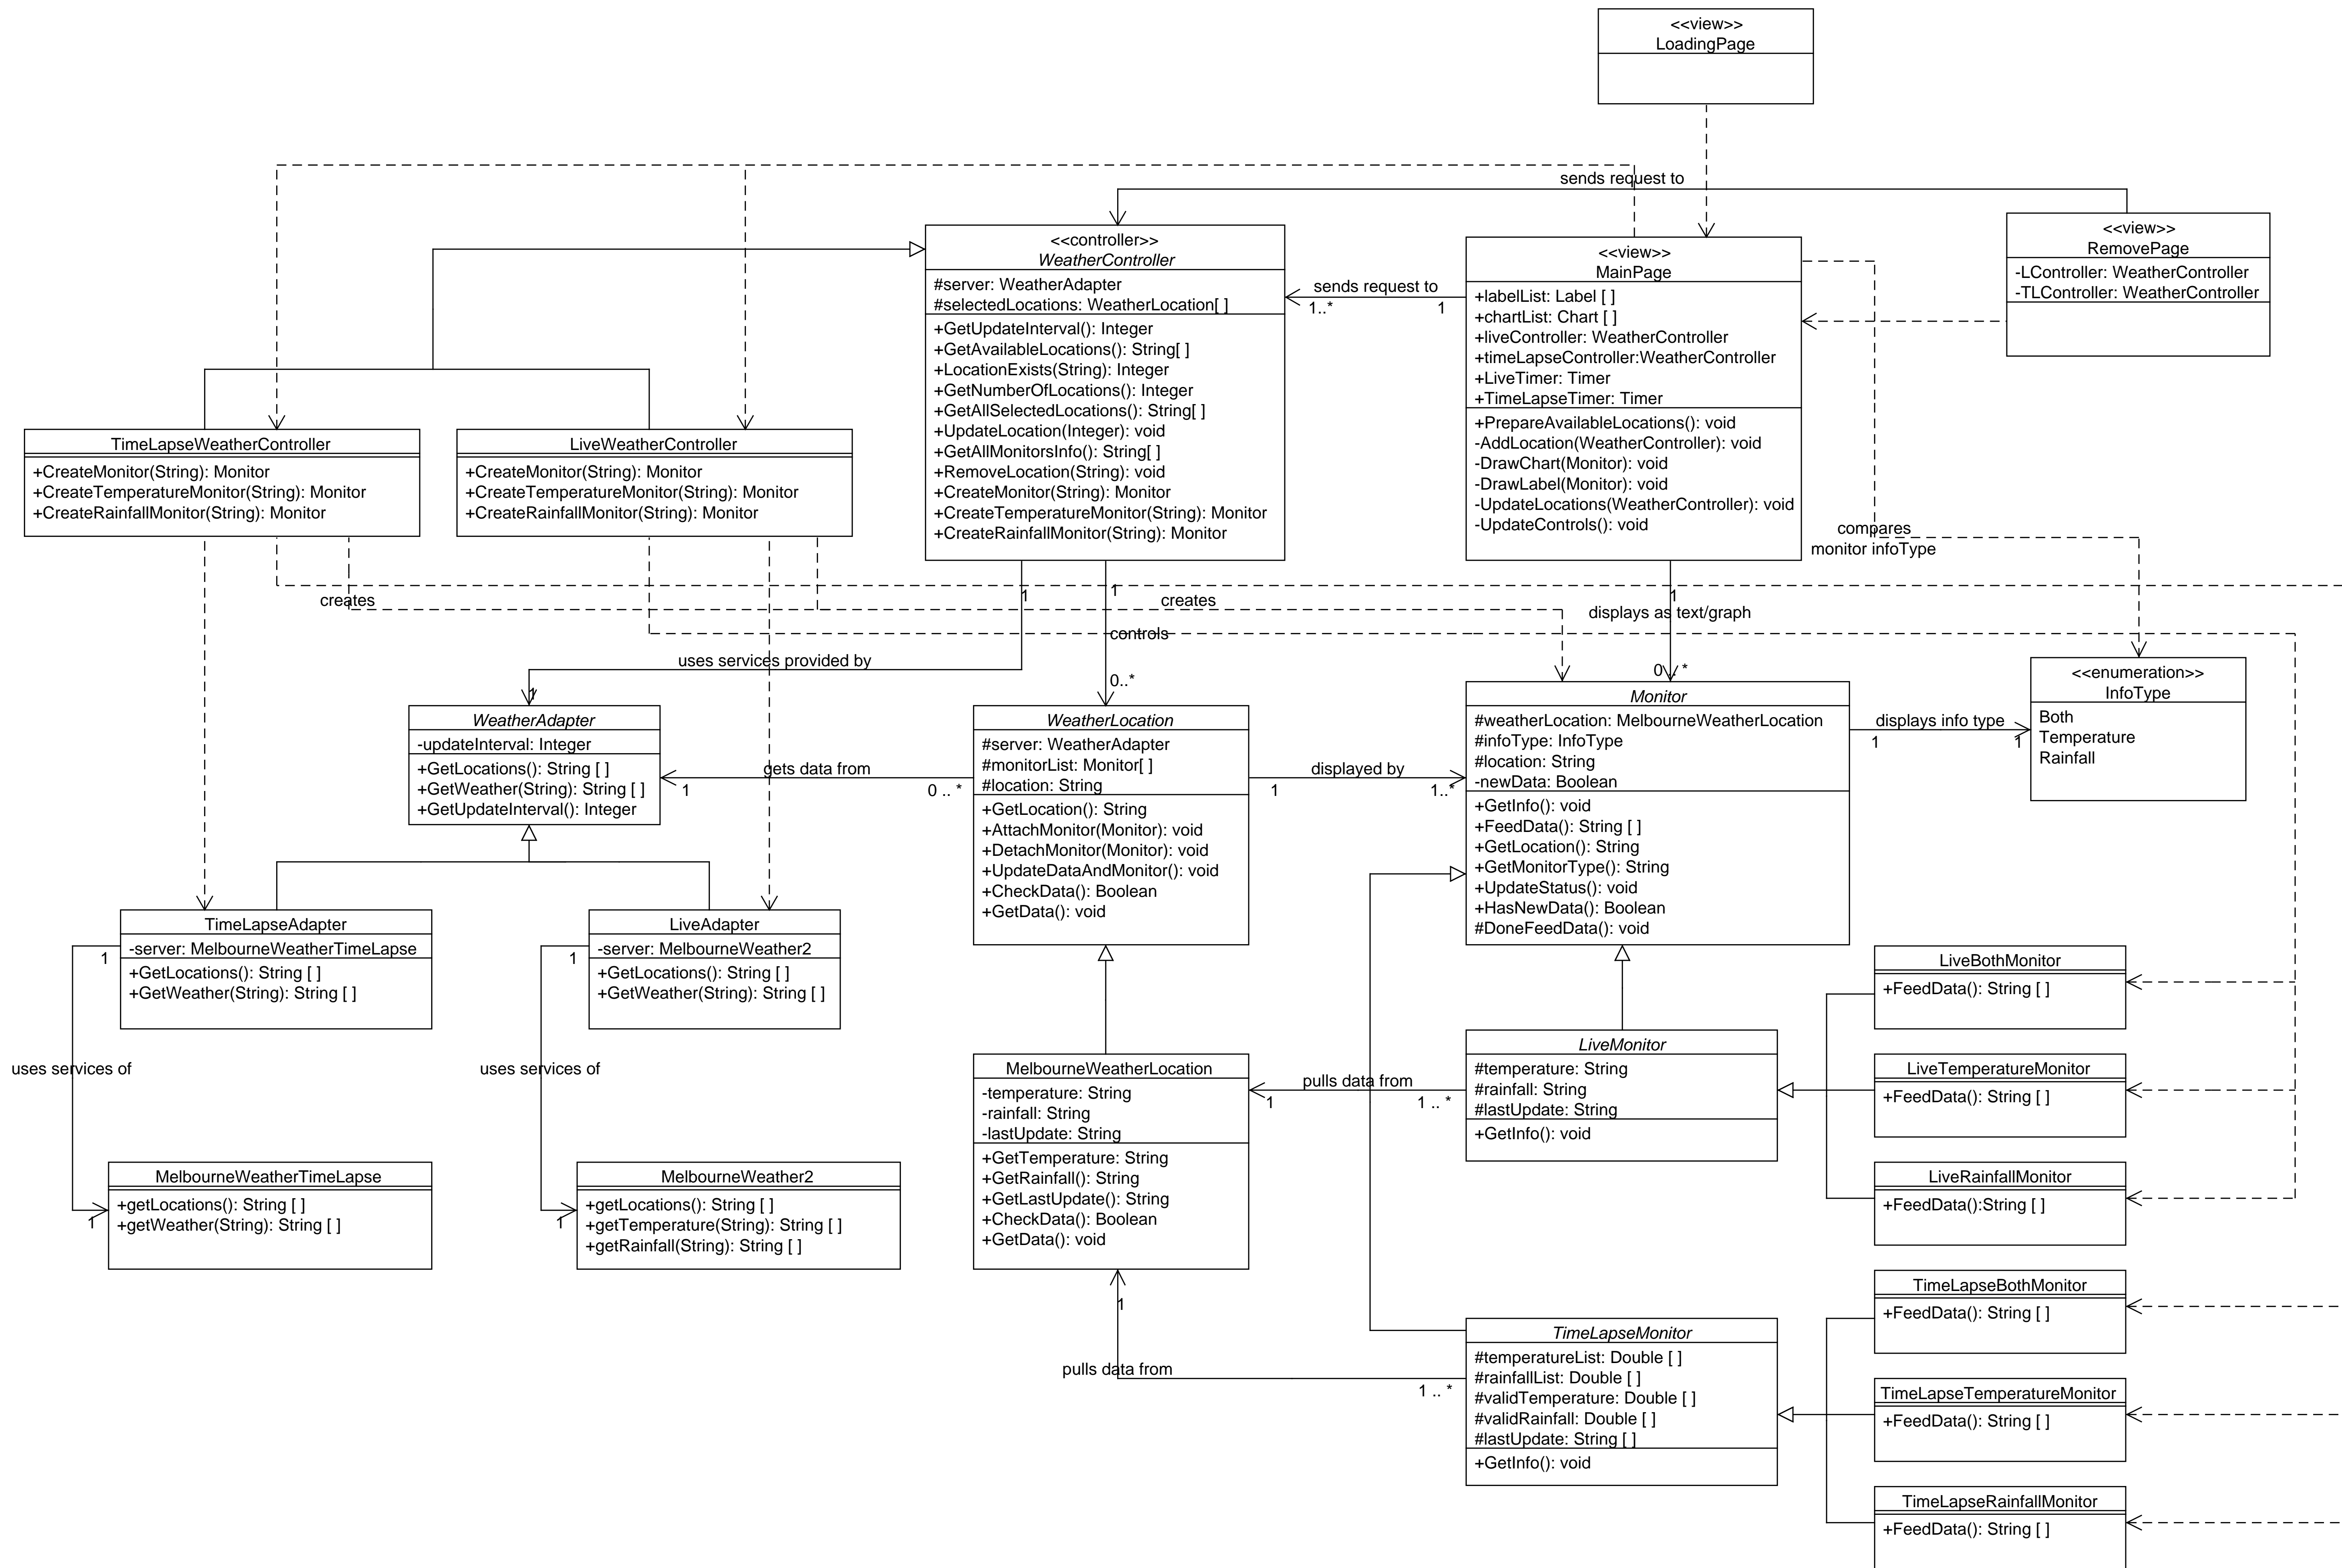 <<view>>
LoadingPage
sends request to
<<controller>>
WeatherController
#server: WeatherAdapter
#selectedLocations: WeatherLocation[ ]
+GetUpdateInterval(): Integer
+GetAvailableLocations(): String[ ]
+LocationExists(String): Integer
+GetNumberOfLocations(): Integer
+GetAllSelectedLocations(): String[ ]
+UpdateLocation(Integer): void
+GetAllMonitorsInfo(): String[ ]
+RemoveLocation(String): void
+CreateMonitor(String): Monitor
+CreateTemperatureMonitor(String): Monitor
+CreateRainfallMonitor(String): Monitor
sends request to
1..*
1
<<view>>
MainPage
+labelList: Label [ ]
+chartList: Chart [ ]
+liveController: WeatherController
+timeLapseController:WeatherController
+LiveTimer: Timer
+TimeLapseTimer: Timer
+PrepareAvailableLocations(): void
-AddLocation(WeatherController): void
-DrawChart(Monitor): void
-DrawLabel(Monitor): void
-UpdateLocations(WeatherController): void
-UpdateControls(): void
<<view>>
RemovePage
-LController: WeatherController
-TLController: WeatherController
TimeLapseWeatherController
+CreateMonitor(String): Monitor
+CreateTemperatureMonitor(String): Monitor
+CreateRainfallMonitor(String): Monitor
LiveWeatherController
+CreateMonitor(String): Monitor
+CreateTemperatureMonitor(String): Monitor
+CreateRainfallMonitor(String): Monitor
compares
monitor infoType
creates
1
1
creates
1
displays as text/graph
controls
uses services provided by
1
0..*
0..*
WeatherAdapter
-updateInterval: Integer
+GetLocations(): String [ ]
+GetWeather(String): String [ ]
+GetUpdateInterval(): Integer
gets data from
1
0 .. *
WeatherLocation
#server: WeatherAdapter
#monitorList: Monitor[ ]
#location: String
+GetLocation(): String
+AttachMonitor(Monitor): void
+DetachMonitor(Monitor): void
+UpdateDataAndMonitor(): void
+CheckData(): Boolean
+GetData(): void
displayed by
1
1..*
Monitor
#weatherLocation: MelbourneWeatherLocation
#infoType: InfoType
#location: String
-newData: Boolean
+GetInfo(): void
+FeedData(): String [ ]
+GetLocation(): String
+GetMonitorType(): String
+UpdateStatus(): void
+HasNewData(): Boolean
#DoneFeedData(): void
displays info type
1
1
<<enumeration>>
InfoType
Both
Temperature
Rainfall
TimeLapseAdapter
-server: MelbourneWeatherTimeLapse
+GetLocations(): String [ ]
+GetWeather(String): String [ ]
1
LiveAdapter
-server: MelbourneWeather2
+GetLocations(): String [ ]
+GetWeather(String): String [ ]
1
uses services of
uses services of
MelbourneWeatherTimeLapse
+getLocations(): String [ ]
+getWeather(String): String [ ]
1
MelbourneWeather2
+getLocations(): String [ ]
+getTemperature(String): String [ ]
+getRainfall(String): String [ ]
1
MelbourneWeatherLocation
-temperature: String
-rainfall: String
-lastUpdate: String
+GetTemperature: String
+GetRainfall(): String
+GetLastUpdate(): String
+CheckData(): Boolean
+GetData(): void
pulls data from
1
1 .. *
LiveMonitor
#temperature: String
#rainfall: String
#lastUpdate: String
+GetInfo(): void
LiveBothMonitor
+FeedData(): String [ ]
LiveTemperatureMonitor
+FeedData(): String [ ]
LiveRainfallMonitor
+FeedData():String [ ]
1
pulls data from
1 .. *
TimeLapseMonitor
#temperatureList: Double [ ]
#rainfallList: Double [ ]
#validTemperature: Double [ ]
#validRainfall: Double [ ]
#lastUpdate: String [ ]
+GetInfo(): void
TimeLapseBothMonitor
+FeedData(): String [ ]
TimeLapseTemperatureMonitor
+FeedData(): String [ ]
TimeLapseRainfallMonitor
+FeedData(): String [ ]